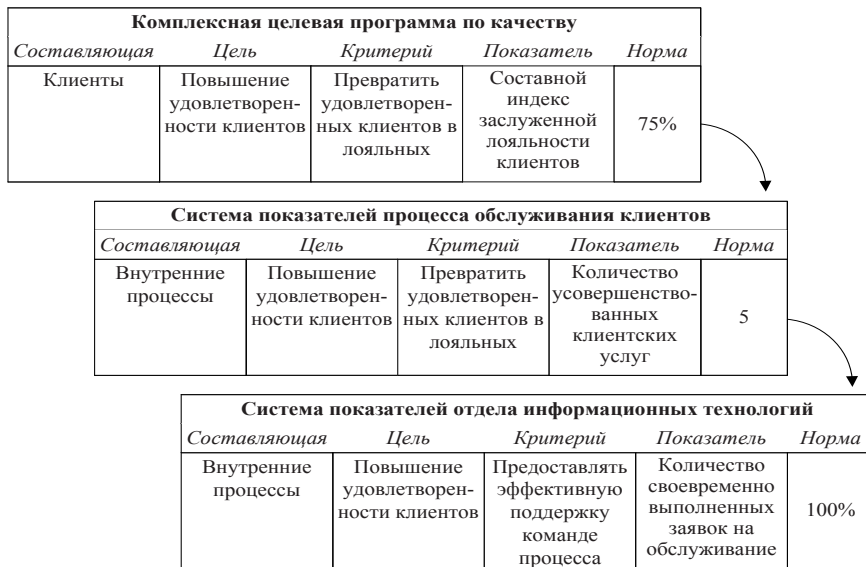 Комплексная целевая программа по качеству
Составляющая Цель Критерий Показатель Норма
Клиенты
Повышение
удовлетворен-
ности клиентов
Превратить
удовлетворен-
ных клиентов в
лояльных
Составной
индекс
заслуженной
лояльности
клиентов
75%
Система показателей процесса обслуживания клиентов
Составляющая Цель Критерий Показатель Норма
Внутренние
процессы
Повышение
удовлетворен-
ности клиентов
Превратить
удовлетворен-
ных клиентов в
лояльных
Количество
усовершенство-
ванных
клиентских
услуг
5
Система показателей отдела информационных технологий
Составляющая Цель Критерий Показатель Норма
Внутренние
процессы
Повышение
удовлетворен-
ности клиентов
Предоставлять
эффективную
поддержку
команде
процесса
Количество
своевременно
выполненных
заявок на
обслуживание
100%